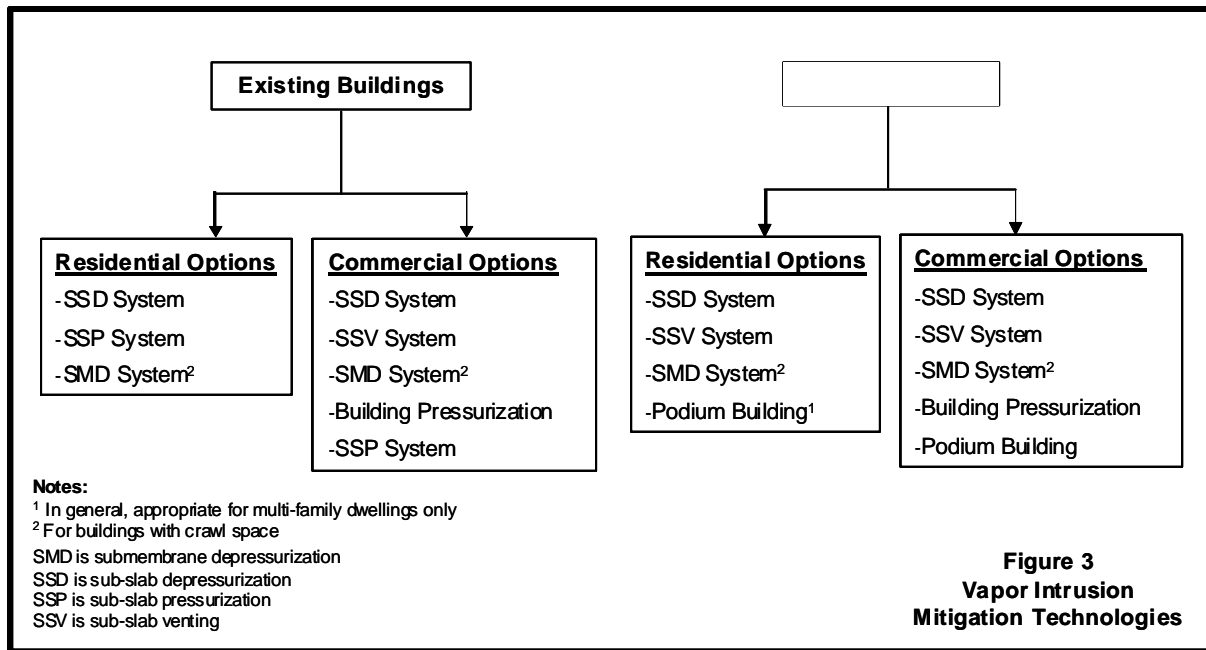 Existing Buildings
Residential Options
-SSD System
-SSP System
-SMD System²
Commercial Options
-SSD System
-SSV System
-SMD System²
-Building Pressurization
-SSP System
Residential Options
-SSD System
-SSV System
-SMD System²
-Podium Building¹
Commercial Options
-SSD System
-SSV System
-SMD System²
-Building Pressurization
-Podium Building
Notes:
¹ In general, appropriate for multi-family dwellings only
² For buildings with crawl space
SMD is submembrane depressurization
SSD is sub-slab depressurization
SSP is sub-slab pressurization
SSV is sub-slab venting
Figure 3
Vapor Intrusion
Mitigation Technologies